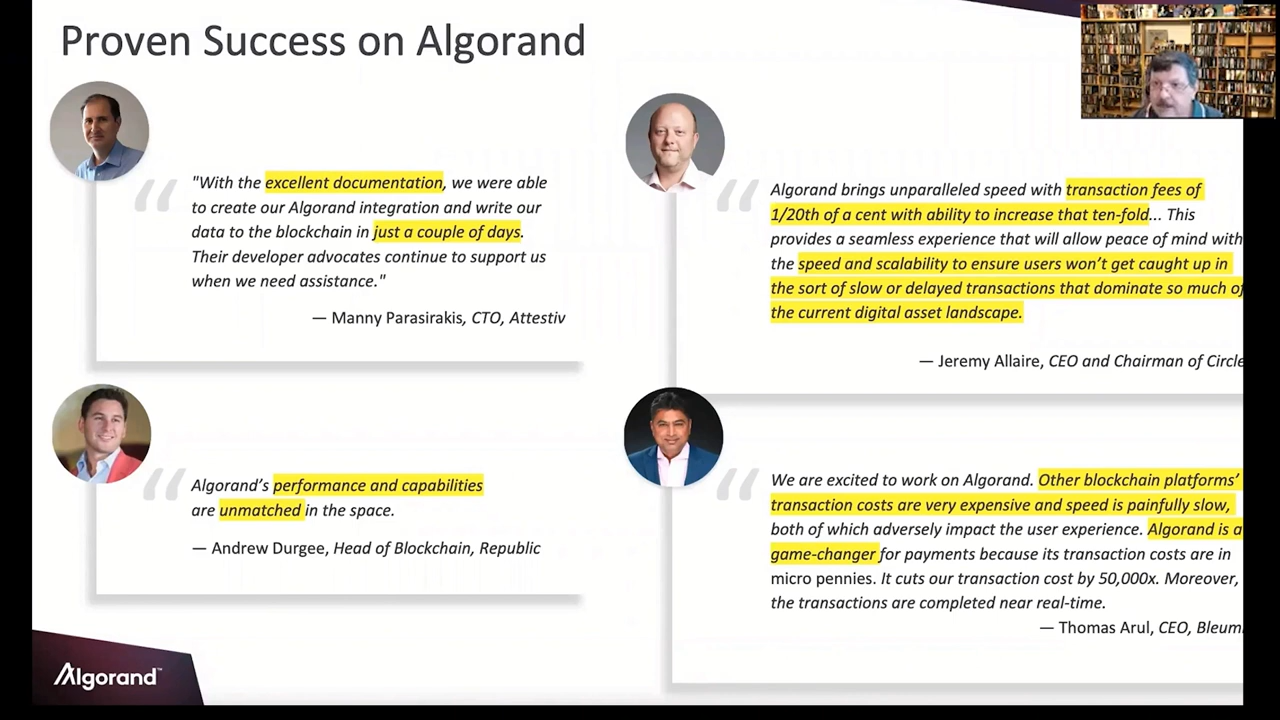 Proven Success on Algorand
"With the excellent documentation, we were able
to create our Algorand integration and write our
data to the blockchain in just a couple of days.
Their developer advocates continue to support us
when we need assistance."
— Manny Parasirakis, CTO, Attestiv
Algorand brings unparalleled speed with transaction fees of
1/20th of a cent with ability to increase that ten-fold... This
provides a seamless experience that will allow peace of mind with
the speed and scalability to ensure users won't get caught up in
the sort of slow or delayed transactions that dominate so much of
the current digital asset landscape.
— Jeremy Allaire, CEO and Chairman of Circle
Algorand's performance and capabilities
are unmatched in the space.
— Andrew Durgee, Head of Blockchain, Republic
We are excited to work on Algorand. Other blockchain platforms'
transaction costs are very expensive and speed is painfully slow,
both of which adversely impact the user experience. Algorand is a
game-changer for payments because its transaction costs are in
micro pennies. It cuts our transaction cost by 50,000x. Moreover,
the transactions are completed near real-time.
— Thomas Arul, CEO, Bleum
Algorand™